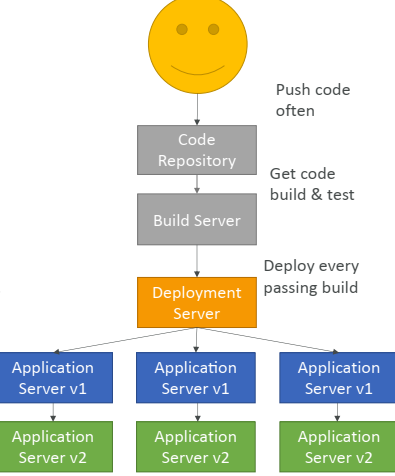 Push code
often
Code
Repository
Get code
build & test
Build Server
Deploy every
passing build
Deployment
Server
Application
Server v1
Application
Server v1
Application
Server v1
Application
Server v2
Application
Server v2
Application
Server v2